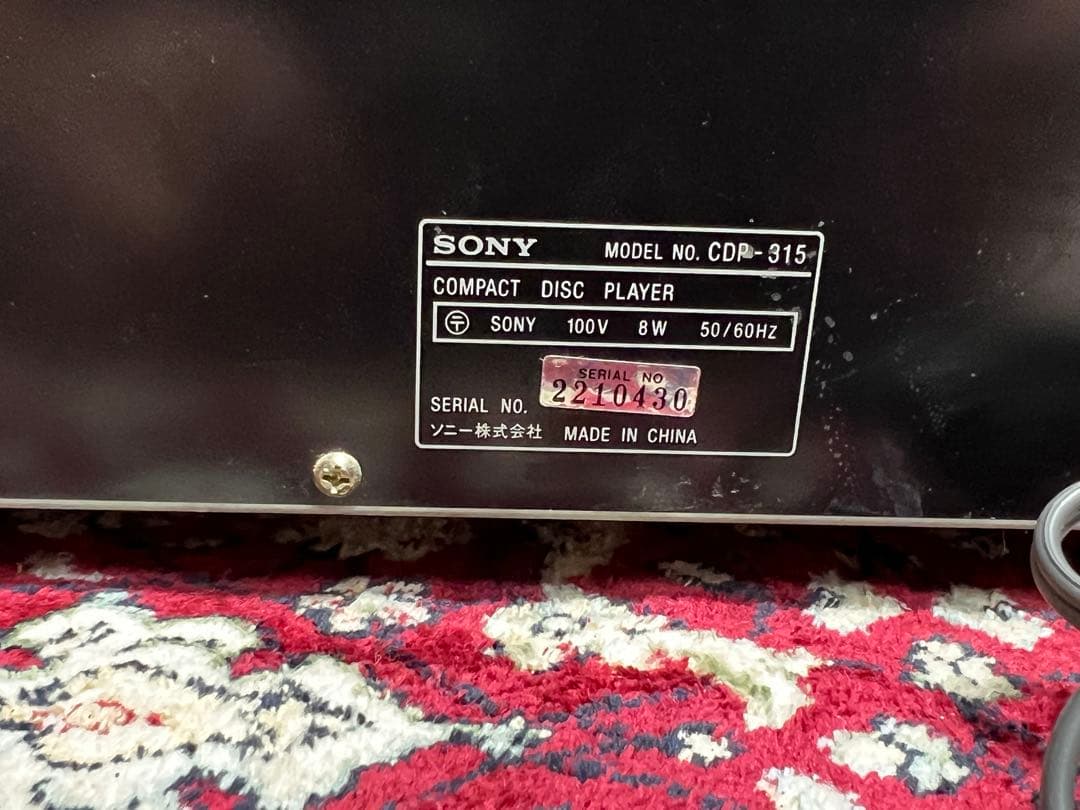 SONY MODEL NO. CDP-315
COMPACT DISC PLAYER
SONY 100V 8W 50/60Hz
SERIAL NO
2210430
SERIAL NO.
ソニー株式会社 MADE IN CHINA